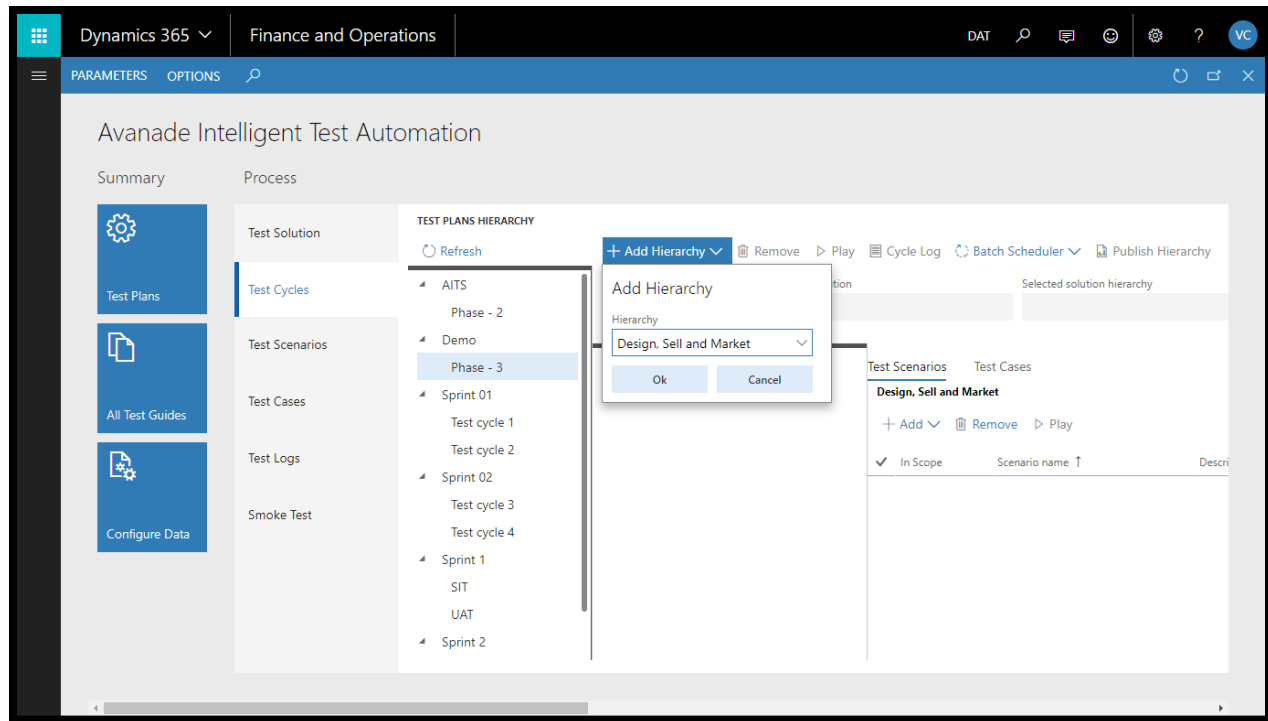 Dynamics 365
Finance and Operations
DAT
?
VC
PARAMETERS
OPTIONS
Avanade Intelligent Test Automation
Summary
Process
Test Plans
All Test Guides
Configure Data
Test Solution
Test Cycles
Test Scenarios
Test Cases
Test Logs
Smoke Test
TEST PLANS HIERARCHY
Refresh
AITS
Phase - 2
Demo
Phase - 3
Sprint 01
Test cycle 1
Test cycle 2
Sprint 02
Test cycle 3
Test cycle 4
Sprint 1
SIT
UAT
Sprint 2
+ Add Hierarchy
Remove
Play
Cycle Log
Batch Scheduler
Publish Hierarchy
Add Hierarchy
Hierarchy
Design, Sell and Market
Ok
Cancel
tion
Selected solution hierarchy
Test Scenarios
Test Cases
Design, Sell and Market
+ Add
Remove
Play
In Scope
Scenario name ↑
Descri